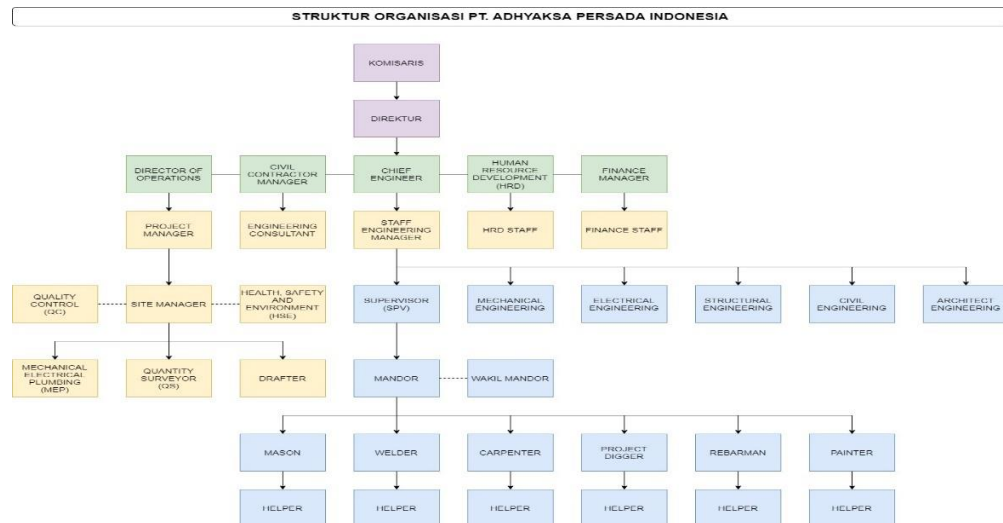 STRUKTUR ORGANISASI PT. ADHYAKSA PERSADA INDONESIA
KOMISARIS
DIREKTUR
DIRECTOR OF
OPERATIONS
CIVIL
CONTRACTOR
MANAGER
CHIEF
ENGINEER
HUMAN
RESOURCE
DEVELOPMENT
(HRD)
FINANCE
MANAGER
PROJECT
MANAGER
ENGINEERING
CONSULTANT
STAFF
ENGINEERING
MANAGER
HRD STAFF
FINANCE STAFF
QUALITY
CONTROL
(QC)
SITE MANAGER
HEALTH, SAFETY
AND
ENVIRONMENT
(HSE)
SUPERVISOR
(SPV)
MECHANICAL
ENGINEERING
ELECTRICAL
ENGINEERING
STRUCTURAL
ENGINEERING
CIVIL
ENGINEERING
ARCHITECT
ENGINEERING
MECHANICAL
ELECTRICAL
PLUMBING
(MEP)
QUANTITY
SURVEYOR
(QS)
DRAFTER
MANDOR
WAKIL MANDOR
MASON
WELDER
CARPENTER
PROJECT
DIGGER
REBARMAN
PAINTER
HELPER
HELPER
HELPER
HELPER
HELPER
HELPER